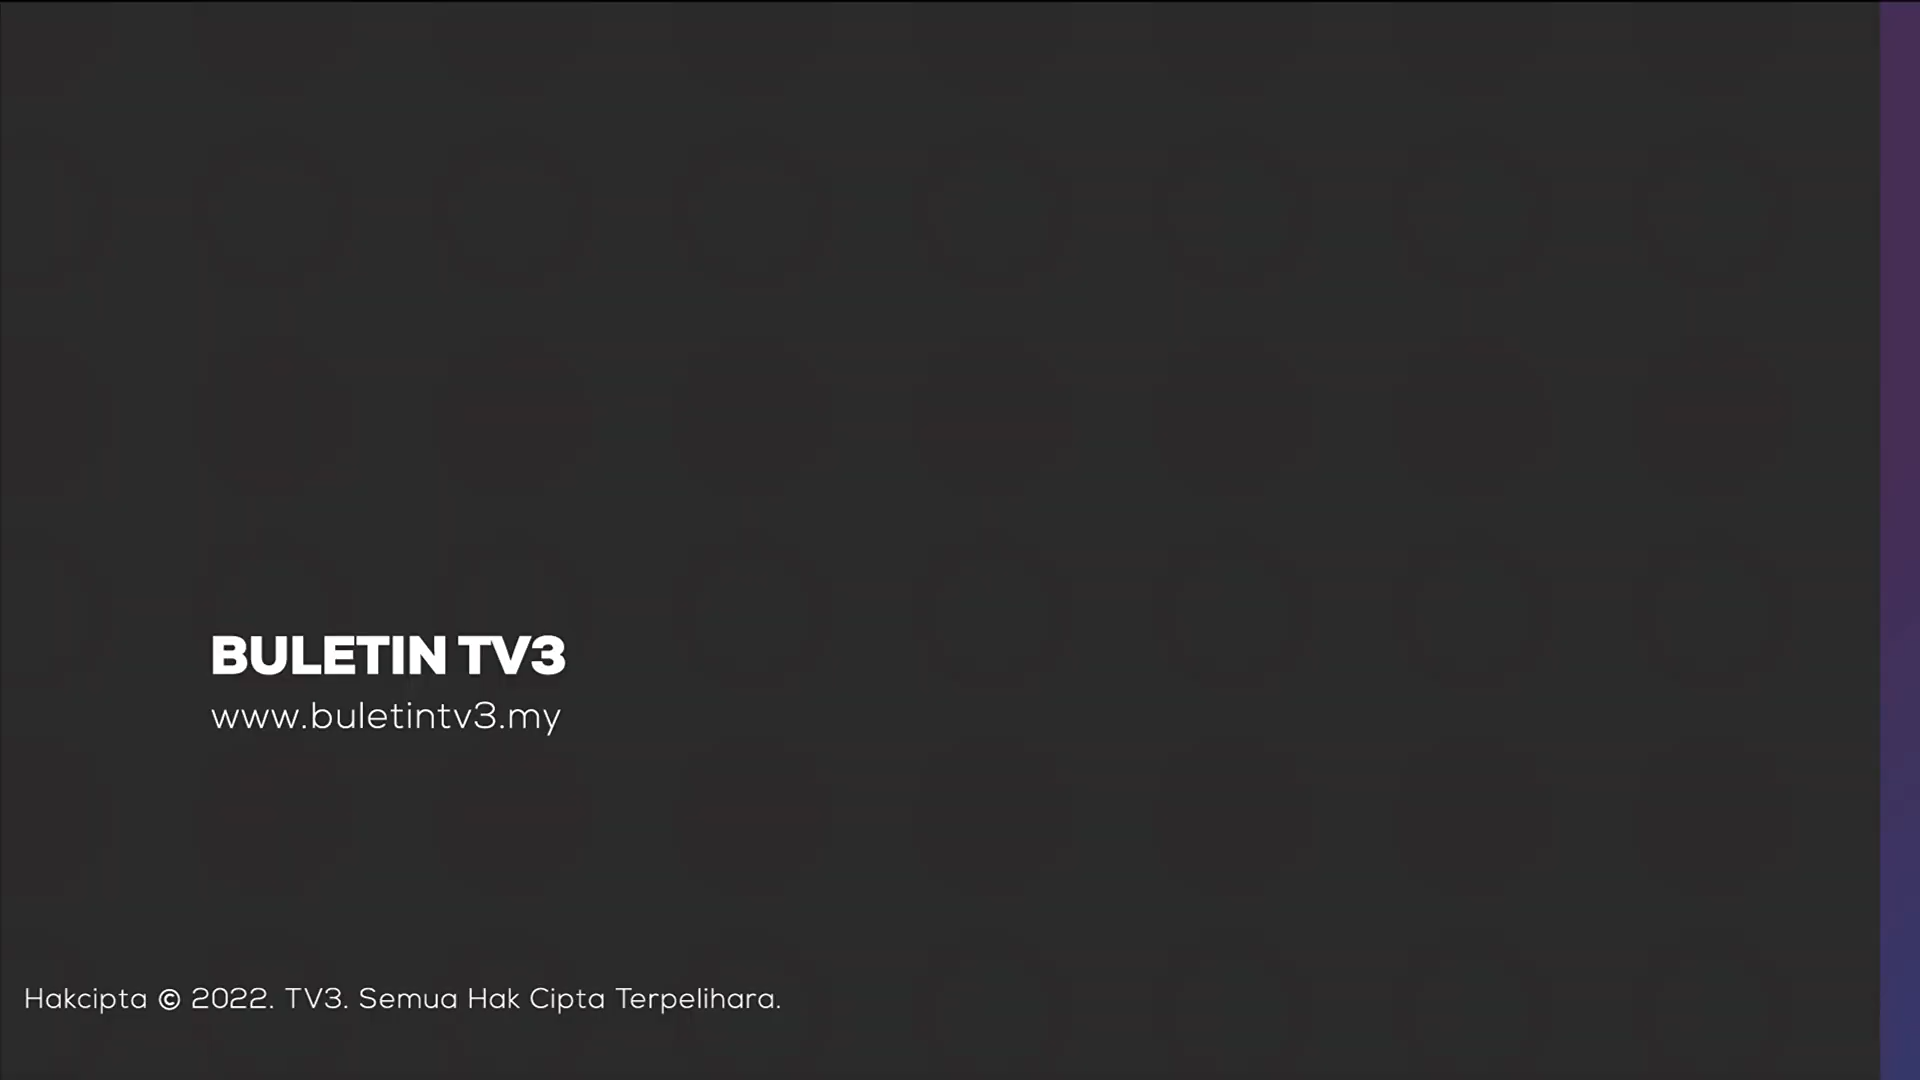 BULETIN TV3
www.buletintv3.my
Hakcipta © 2022. TV3. Semua Hak Cipta Terpelihara.